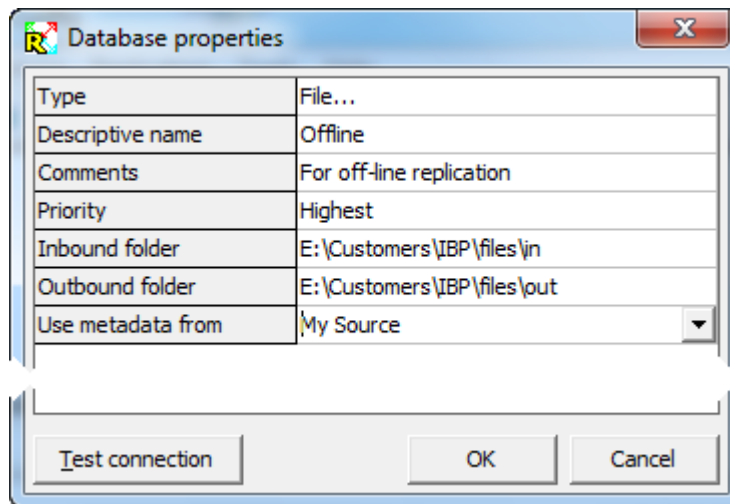 Database properties
Type File...
Descriptive name Offline
Comments For off-line replication
Priority Highest
Inbound folder E:\Customers\IBP\files\in
Outbound folder E:\Customers\IBP\files\out
Use metadata from My Source
Test connection OK Cancel